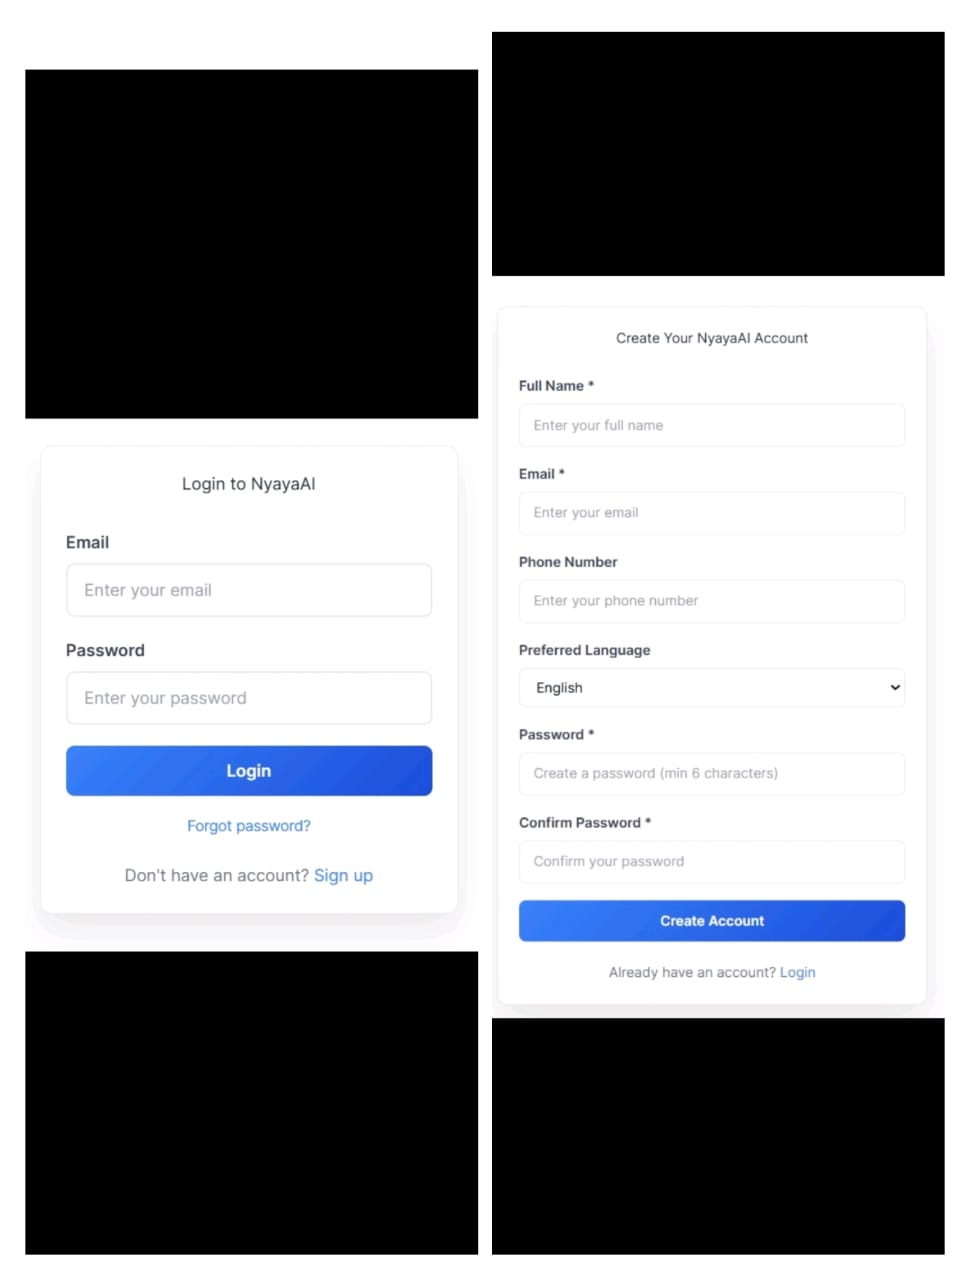 Login to NyayaAI
Email
Enter your email
Password
Enter your password
Login
Forgot password?
Don't have an account? Sign up
Create Your NyayaAI Account
Full Name *
Enter your full name
Email *
Enter your email
Phone Number
Enter your phone number
Preferred Language
English
Password *
Create a password (min 6 characters)
Confirm Password *
Confirm your password
Create Account
Already have an account? Login